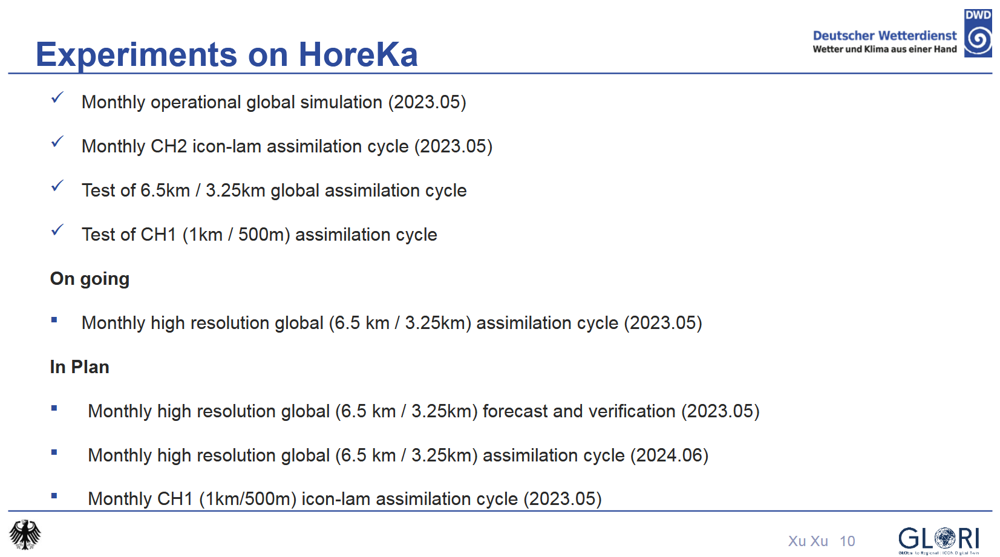 DWD
Deutscher Wetterdienst
Wetter und Klima aus einer Hand
Experiments on HoreKa
✓ Monthly operational global simulation (2023.05)
✓ Monthly CH2 icon-lam assimilation cycle (2023.05)
✓ Test of 6.5km / 3.25km global assimilation cycle
✓ Test of CH1 (1km / 500m) assimilation cycle
On going
▪ Monthly high resolution global (6.5 km / 3.25km) assimilation cycle (2023.05)
In Plan
▪ Monthly high resolution global (6.5 km / 3.25km) forecast and verification (2023.05)
▪ Monthly high resolution global (6.5 km / 3.25km) assimilation cycle (2024.06)
▪ Monthly CH1 (1km/500m) icon-lam assimilation cycle (2023.05)
Xu Xu 10
GLORI
GLObal to Regional ICON Digital Twin